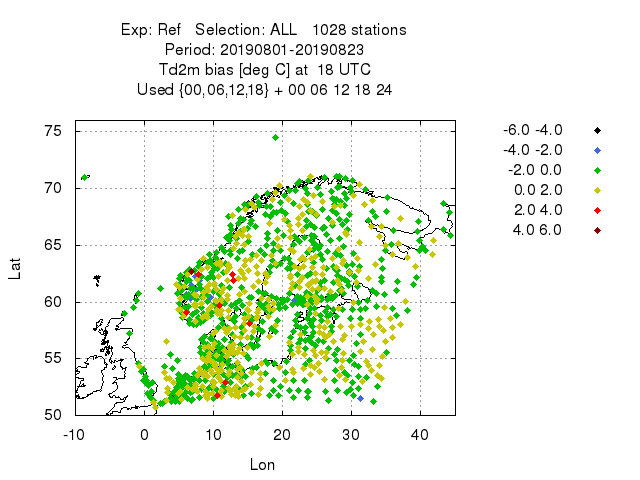 Exp: Ref   Selection: ALL   1028 stations
Period: 20190801-20190823
Td2m bias [deg C] at  18 UTC
Used {00,06,12,18} + 00 06 12 18 24
-6.0 -4.0
-4.0 -2.0
-2.0 0.0
0.0 2.0
2.0 4.0
4.0 6.0
75
70
65
60
55
50
Lat
-10 0 10 20 30 40
Lon